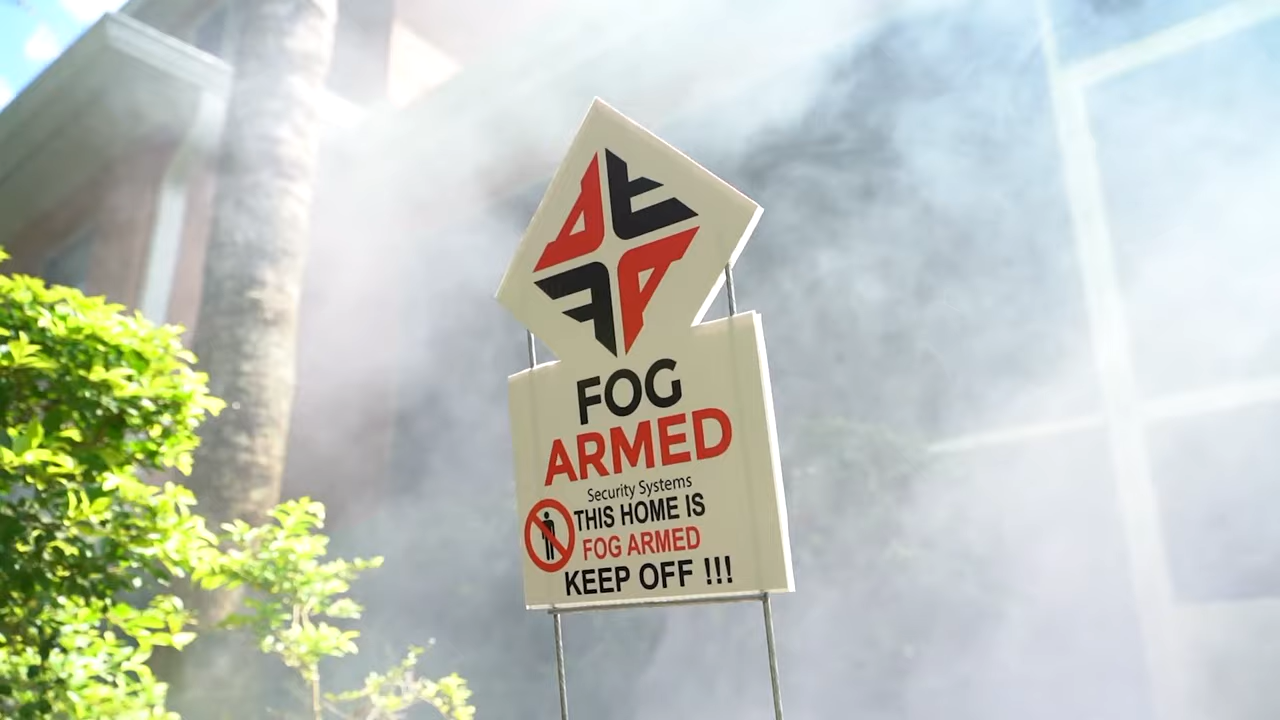 FOG
ARMED
Security Systems
THIS HOME IS
FOG ARMED
KEEP OFF !!!